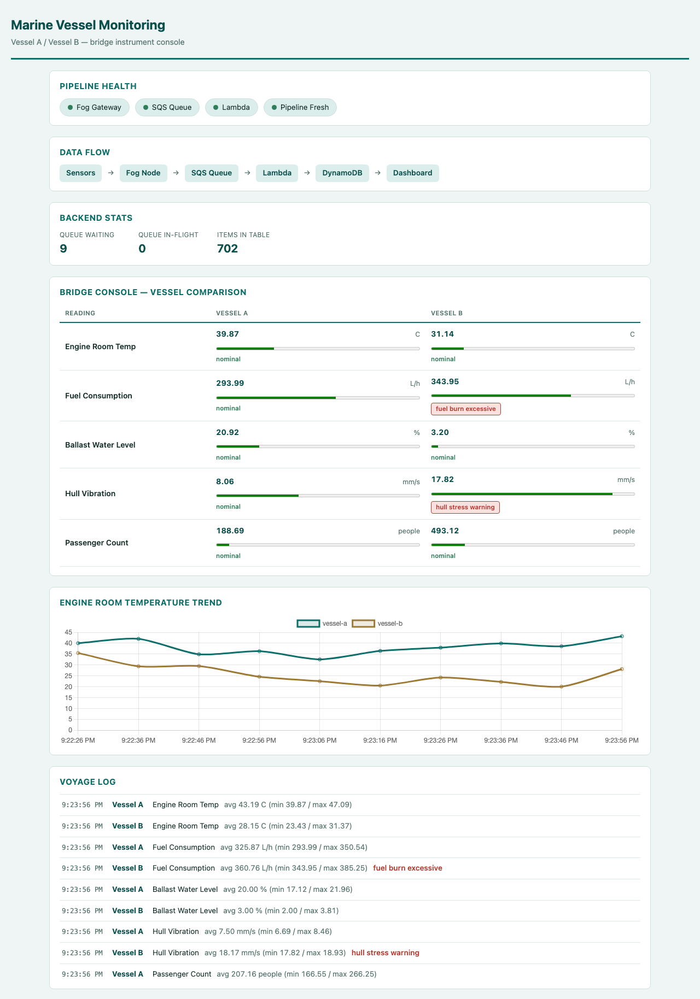 Marine Vessel Monitoring
Vessel A / Vessel B — bridge instrument console
PIPELINE HEALTH
Fog Gateway SQS Queue Lambda Pipeline Fresh
DATA FLOW
Sensors → Fog Node → SQS Queue → Lambda → DynamoDB → Dashboard
BACKEND STATS
QUEUE WAITING QUEUE IN-FLIGHT ITEMS IN TABLE
9 0 702
BRIDGE CONSOLE — VESSEL COMPARISON
READING VESSEL A VESSEL B
39.87 C 31.14 C
Engine Room Temp
nominal nominal
293.99 L/h 343.95 L/h
Fuel Consumption
nominal fuel burn excessive
20.92 % 3.20 %
Ballast Water Level
nominal nominal
8.06 mm/s 17.82 mm/s
Hull Vibration
nominal hull stress warning
188.69 people 493.12 people
Passenger Count
nominal nominal
ENGINE ROOM TEMPERATURE TREND
vessel-a vessel-b
45
40
35
30
25
20
15
10
5
0
9:22:26 PM 9:22:36 PM 9:22:46 PM 9:22:56 PM 9:23:06 PM 9:23:16 PM 9:23:26 PM 9:23:36 PM 9:23:46 PM 9:23:56 PM
VOYAGE LOG
9:23:56 PM Vessel A Engine Room Temp avg 43.19 C (min 39.87 / max 47.09)
9:23:56 PM Vessel B Engine Room Temp avg 28.15 C (min 23.43 / max 31.37)
9:23:56 PM Vessel A Fuel Consumption avg 325.87 L/h (min 293.99 / max 350.54)
9:23:56 PM Vessel B Fuel Consumption avg 360.76 L/h (min 343.95 / max 385.25) fuel burn excessive
9:23:56 PM Vessel A Ballast Water Level avg 20.00 % (min 17.12 / max 21.96)
9:23:56 PM Vessel B Ballast Water Level avg 3.00 % (min 2.00 / max 3.81)
9:23:56 PM Vessel A Hull Vibration avg 7.50 mm/s (min 6.69 / max 8.46)
9:23:56 PM Vessel B Hull Vibration avg 18.17 mm/s (min 17.82 / max 18.93) hull stress warning
9:23:56 PM Vessel A Passenger Count avg 207.16 people (min 166.55 / max 266.25)